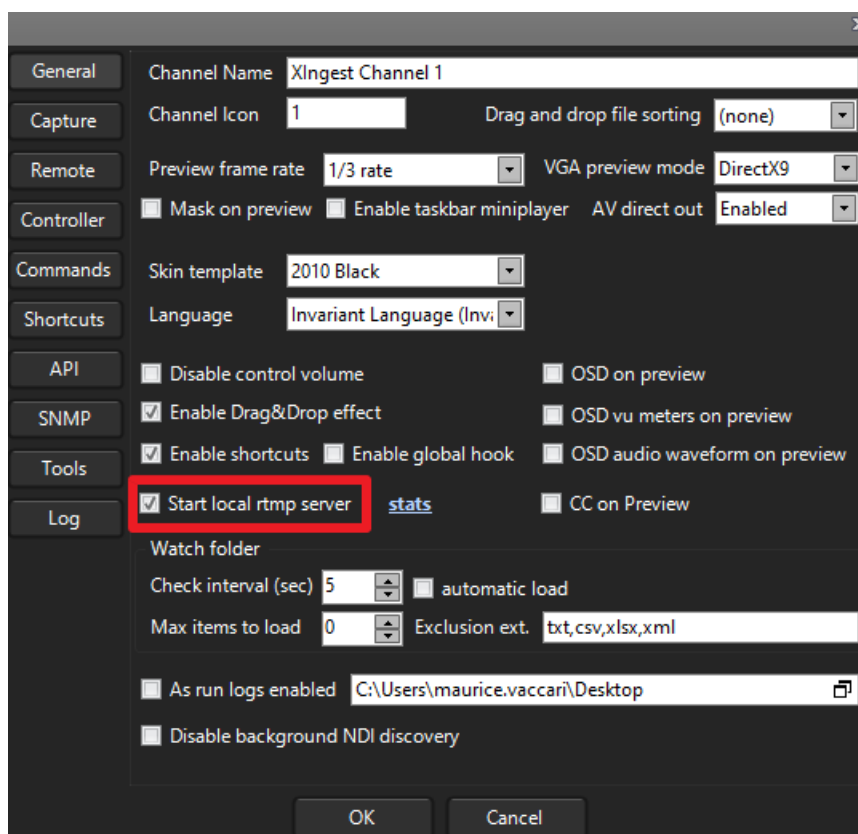 General
Capture
Remote
Controller
Commands
Shortcuts
API
SNMP
Tools
Log
Channel Name XIngest Channel 1
Channel Icon 1 Drag and drop file sorting (none)
Preview frame rate 1/3 rate VGA preview mode DirectX9
Mask on preview Enable taskbar miniplayer AV direct out Enabled
Skin template 2010 Black
Language Invariant Language (Inv
Disable control volume OSD on preview
Enable Drag&Drop effect OSD vu meters on preview
Enable shortcuts Enable global hook OSD audio waveform on preview
Start local rtmp server stats CC on Preview
Watch folder
Check interval (sec) 5 automatic load
Max items to load 0 Exclusion ext. txt,csv,xlsx,xml
As run logs enabled C:\Users\maurice.vaccari\Desktop
Disable background NDI discovery
OK Cancel